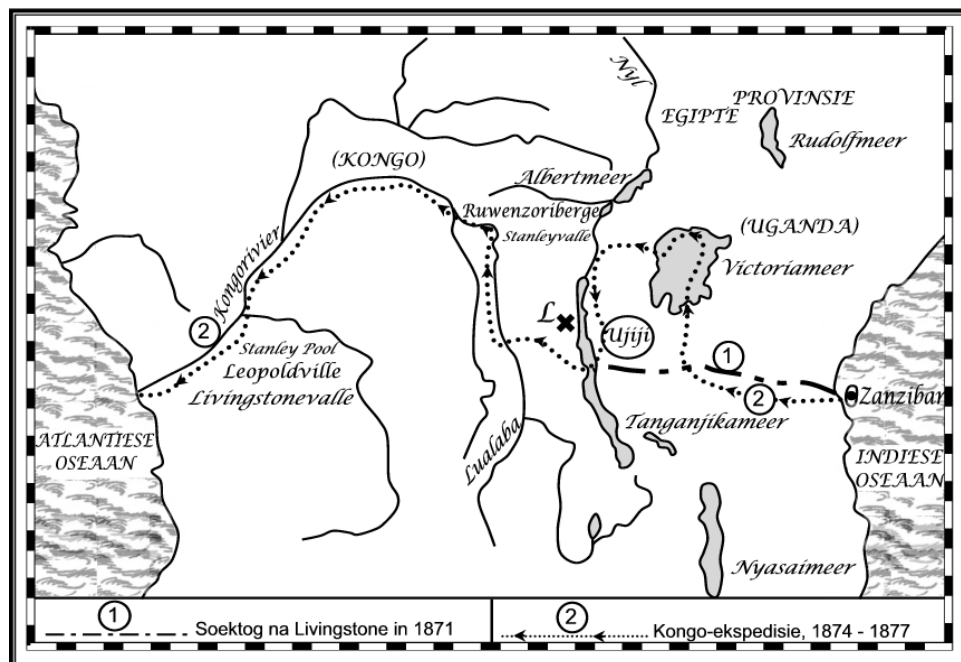 Nyl
EGIPTE
PROVINSIE
Rudolfmeer
(KONGO)
Albertmeer
Ruwenzoriberge
Stanleyvalle
(UGANDA)
Victoriameer
Kongorivier
2
L
Ujiji
1
Stanley Pool
Leopoldville
Livingstonevalle
2
Zanzibar
Tanganjikameer
Lualaba
ATLANTIESE
OSEAAN
INDIESE
OSEAAN
Nyasaimeer
1
Soektog na Livingstone in 1871
2
Kongo-ekspedisie, 1874 - 1877